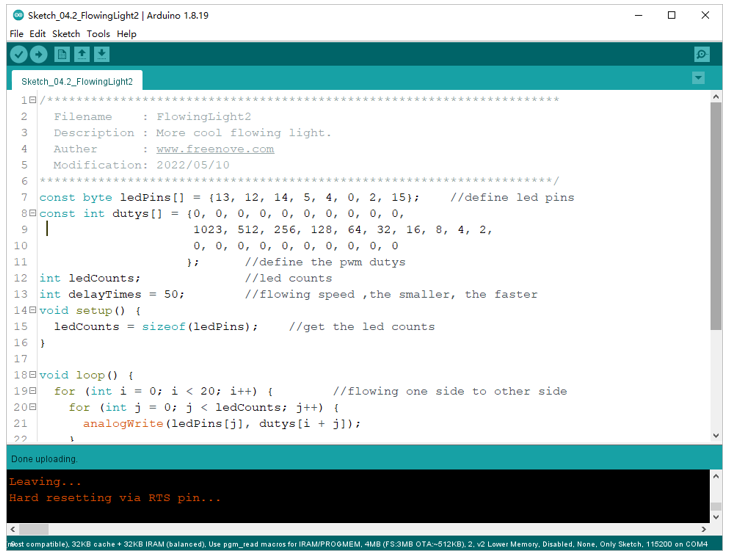 Sketch_04.2_FlowingLight2 | Arduino 1.8.19
File Edit Sketch Tools Help
Sketch_04.2_FlowingLight2
1 /**********************************************************************
2 Filename : FlowingLight2
3 Description : More cool flowing light.
4 Auther : www.freenove.com
5 Modification: 2022/05/10
6 **********************************************************************/
7 const byte ledPins[] = {13, 12, 14, 5, 4, 0, 2, 15}; //define led pins
8 const int dutys[] = {0, 0, 0, 0, 0, 0, 0, 0, 0, 0,
9 1023, 512, 256, 128, 64, 32, 16, 8, 4, 2,
10 0, 0, 0, 0, 0, 0, 0, 0, 0, 0
11 }; //define the pwm dutys
12 int ledCounts; //led counts
13 int delayTimes = 50; //flowing speed ,the smaller, the faster
14 void setup() {
15 ledCounts = sizeof(ledPins); //get the led counts
16 }
17
18 void loop() {
19 for (int i = 0; i < 20; i++) { //flowing one side to other side
20 for (int j = 0; j < ledCounts; j++) {
21 analogWrite(ledPins[j], dutys[i + j]);
22 }
Done uploading.
Leaving...
Hard resetting via RTS pin...
compatible), 32KB cache + 32KB IRAM (balanced), Use pgm_read macros for IRAM/PROGMEM, 4MB (FS:3MB OTA:~512KB), 2, v2 Lower Memory, Disabled, None, Only Sketch, 115200 on COM4